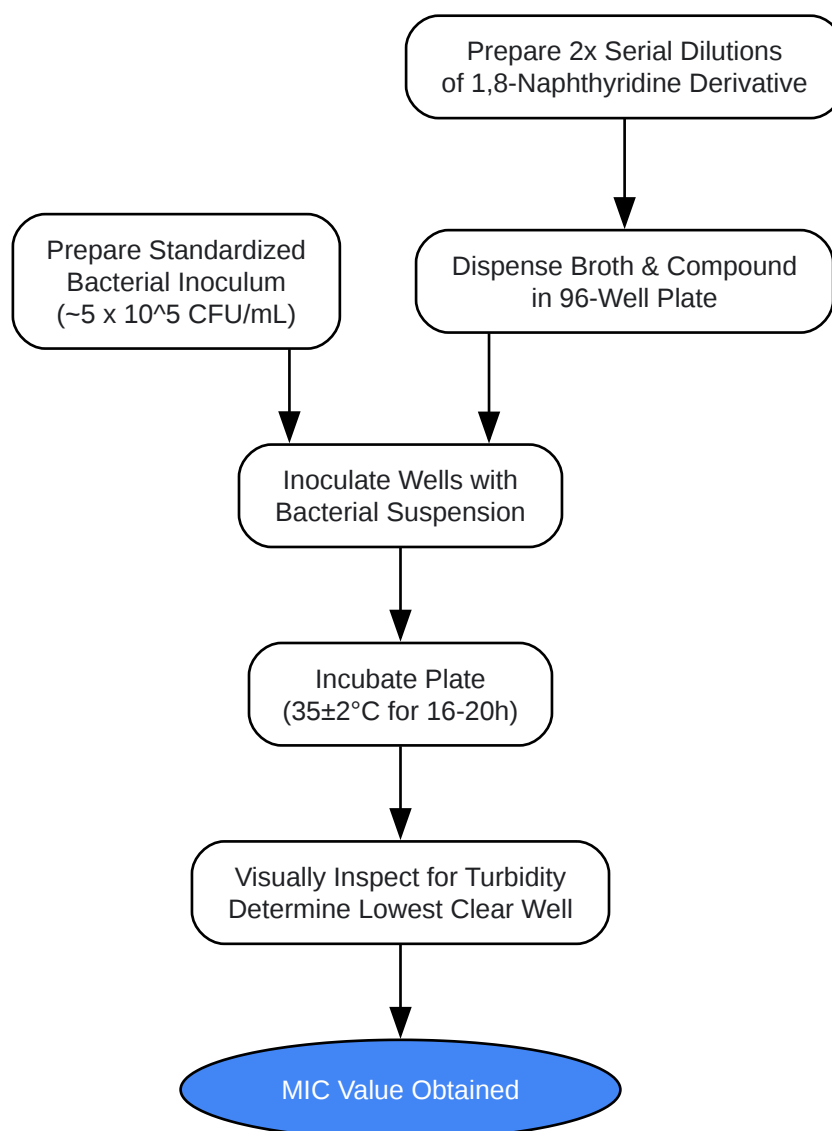 Prepare 2x Serial Dilutions
of 1,8-Naphthyridine Derivative
Prepare Standardized
Bacterial Inoculum
(~5 x 10^5 CFU/mL)
Dispense Broth & Compound
in 96-Well Plate
Inoculate Wells with
Bacterial Suspension
Incubate Plate
(35±2°C for 16-20h)
Visually Inspect for Turbidity
Determine Lowest Clear Well
MIC Value Obtained